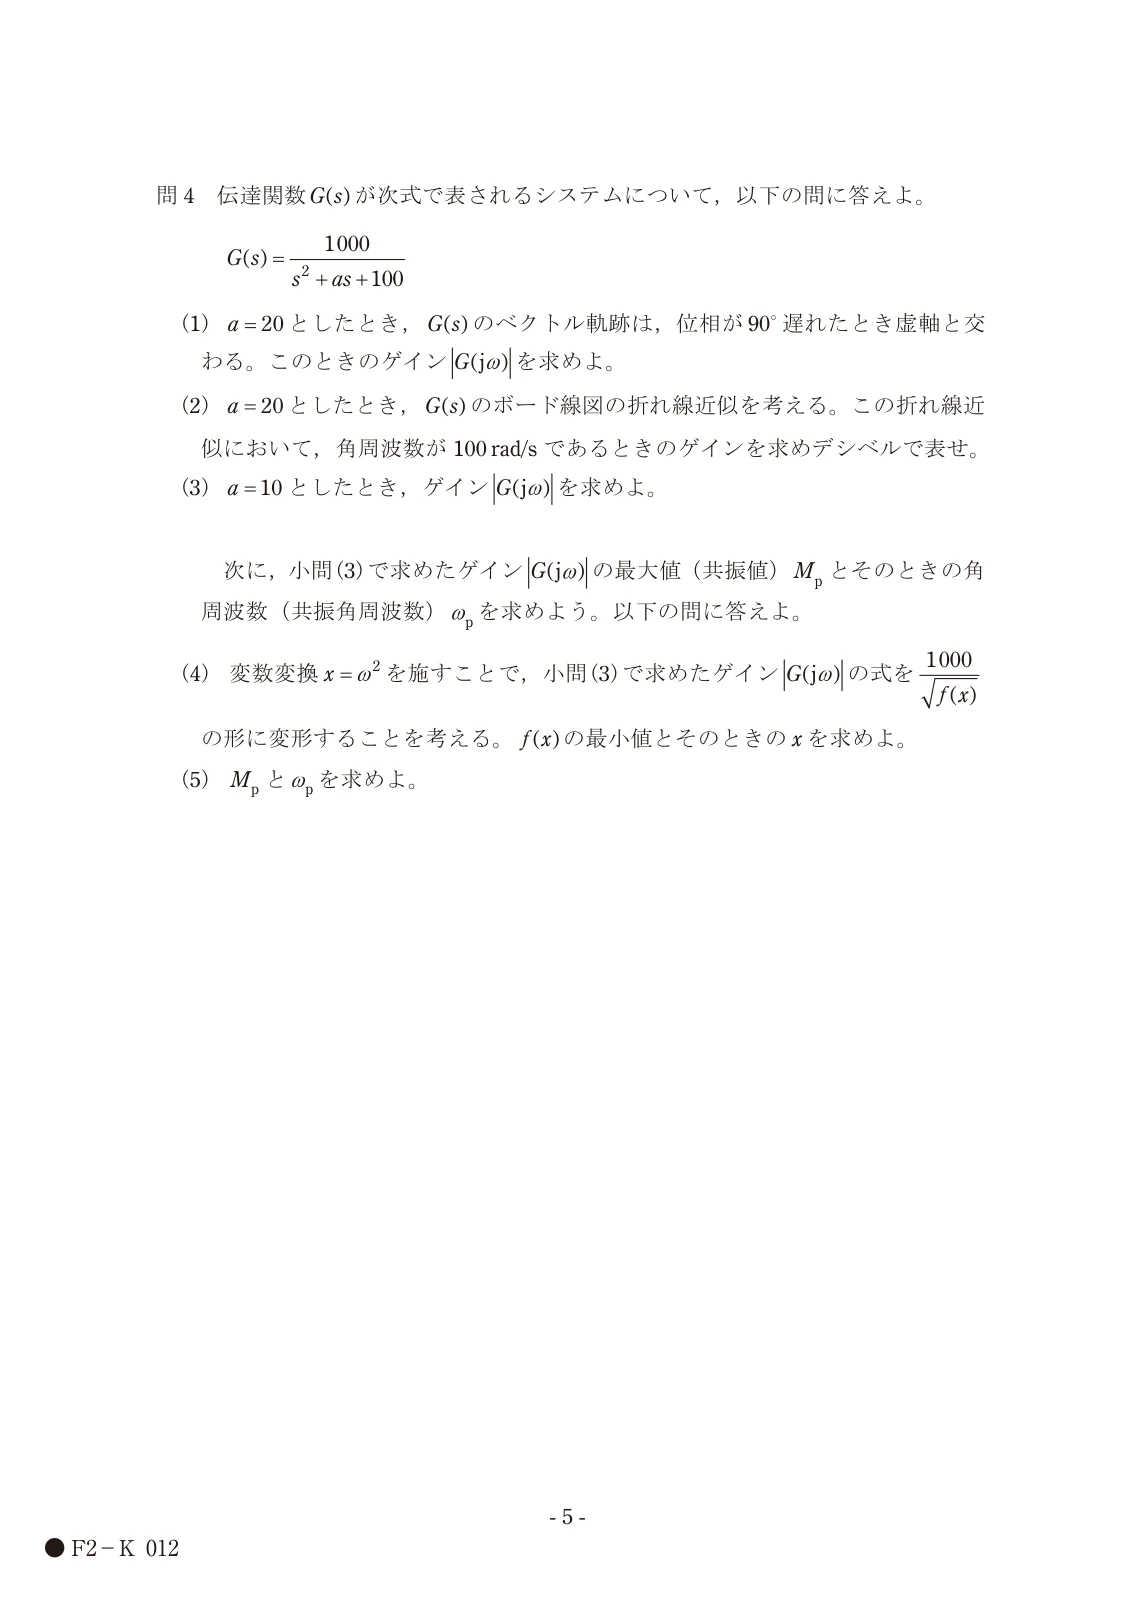 問4 伝達関数G(s)が次式で表されるシステムについて，以下の問に答えよ。
G(s) = 1000 / (s² + as + 100)
(1) a = 20 としたとき，G(s)のベクトル軌跡は，位相が 90° 遅れたとき虚軸と交
わる。このときのゲイン|G(jω)|を求めよ。
(2) a = 20 としたとき，G(s)のボード線図の折れ線近似を考える。この折れ線近
似において，角周波数が 100 rad/s であるときのゲインを求めデシベルで表せ。
(3) a = 10 としたとき，ゲイン|G(jω)|を求めよ。
次に，小問(3)で求めたゲイン|G(jω)|の最大値（共振値）Mp とそのときの角
周波数（共振角周波数）ωp を求めよう。以下の問に答えよ。
(4) 変数変換 x = ω² を施すことで，小問(3)で求めたゲイン|G(jω)|の式を 1000 / √f(x)
の形に変形することを考える。f(x)の最小値とそのときの x を求めよ。
(5) Mp と ωp を求めよ。
- 5 -
● F2－K 012